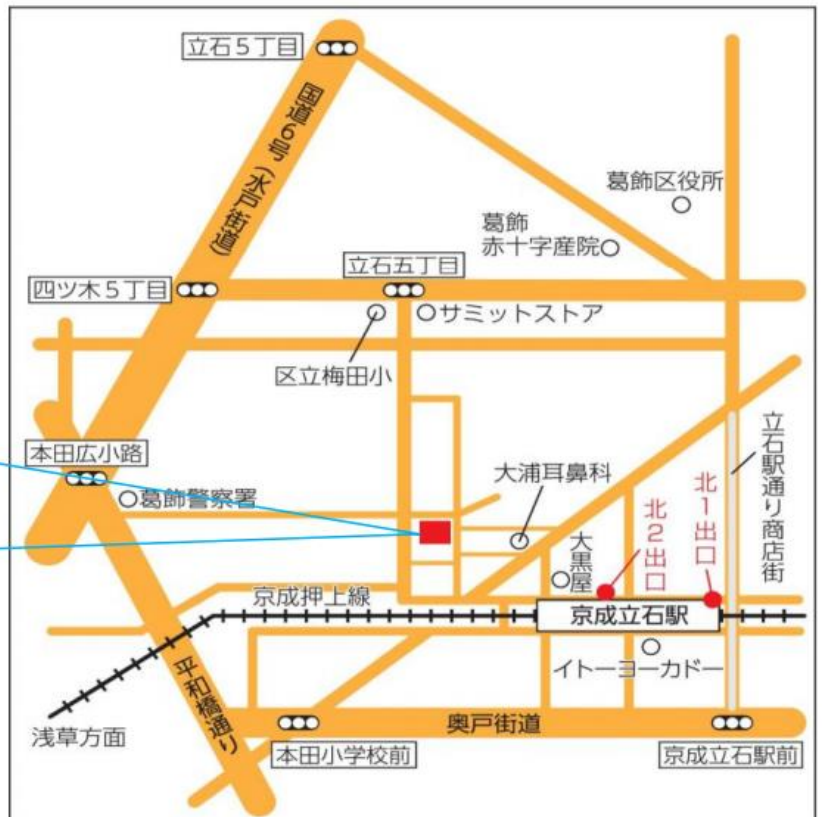 立石５丁目
国道６号（水戸街道）
葛飾区役所
葛飾
赤十字産院
立石五丁目
四ツ木５丁目
サミットストア
区立梅田小
本田広小路
葛飾警察署
大浦耳鼻科
立石駅通り商店街
北１出口
北２出口
大黒屋
京成押上線
京成立石駅
イトーヨーカドー
平和橋通り
浅草方面
奥戸街道
本田小学校前
京成立石駅前